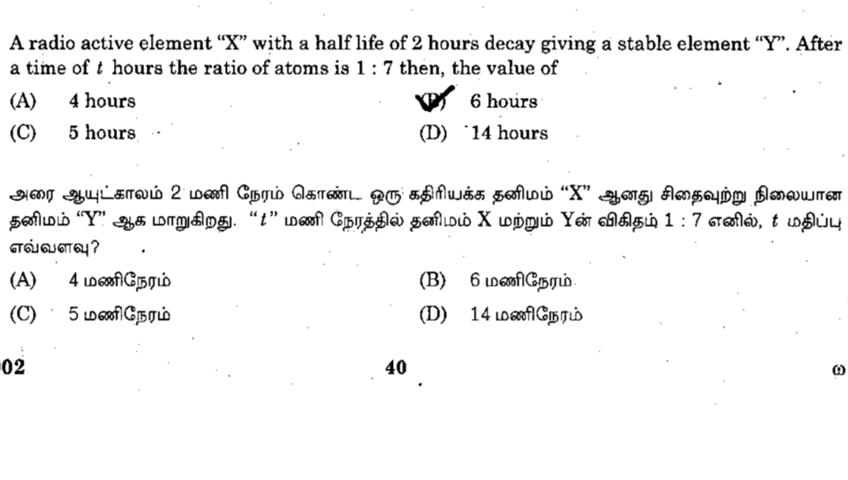 A radio active element “X” with a half life of 2 hours decay giving a stable element “Y”. After
a time of t hours the ratio of atoms is 1 : 7 then, the value of
(A) 4 hours (B) 6 hours
(C) 5 hours (D) 14 hours
அரை ஆயுட்காலம் 2 மணி நேரம் கொண்ட ஒரு கதிரியக்க தனிமம் “X” ஆனது சிதைவுற்று நிலையான
தனிமம் “Y” ஆக மாறுகிறது. “t” மணி நேரத்தில் தனிமம் X மற்றும் Yன் விகிதம் 1 : 7 எனில், t மதிப்பு
எவ்வளவு?
(A) 4 மணிநேரம் (B) 6 மணிநேரம்
(C) 5 மணிநேரம் (D) 14 மணிநேரம்
02 40 ω